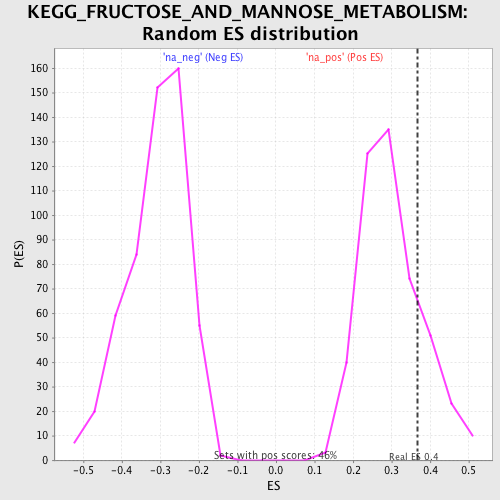 KEGG_FRUCTOSE_AND_MANNOSE_METABOLISM:
Random ES distribution
'na_neg' (Neg ES)
'na_pos' (Pos ES)
160
150
140
130
120
110
100
90
80
70
60
50
40
30
20
10
0
P(ES)
Sets with pos scores: 46%
Real ES 0.4
-0.5 -0.4 -0.3 -0.2 -0.1 0.0 0.1 0.2 0.3 0.4 0.5
ES